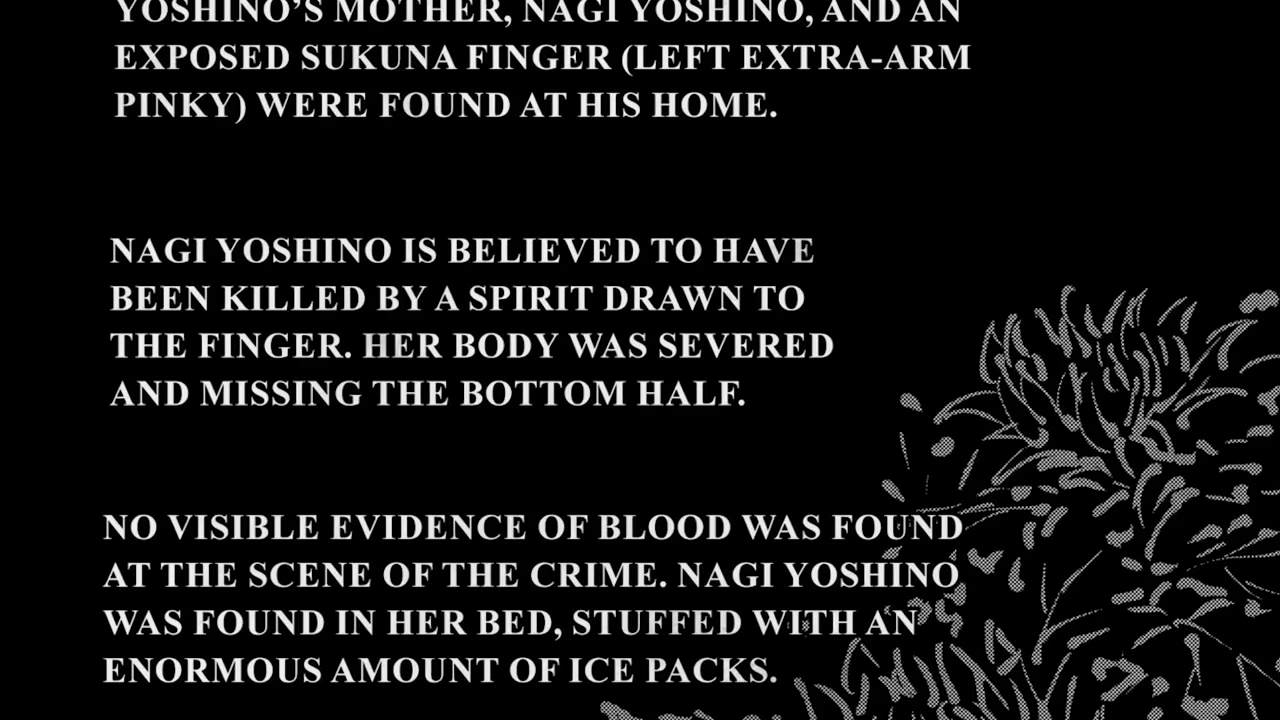 YOSHINO'S MOTHER, NAGI YOSHINO, AND AN
EXPOSED SUKUNA FINGER (LEFT EXTRA-ARM
PINKY) WERE FOUND AT HIS HOME.
NAGI YOSHINO IS BELIEVED TO HAVE
BEEN KILLED BY A SPIRIT DRAWN TO
THE FINGER. HER BODY WAS SEVERED
AND MISSING THE BOTTOM HALF.
NO VISIBLE EVIDENCE OF BLOOD WAS FOUND
AT THE SCENE OF THE CRIME. NAGI YOSHINO
WAS FOUND IN HER BED, STUFFED WITH AN
ENORMOUS AMOUNT OF ICE PACKS.